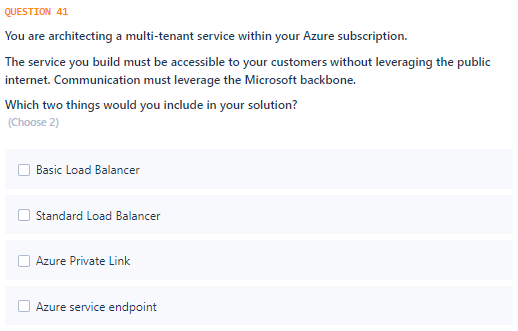 QUESTION 41
You are architecting a multi-tenant service within your Azure subscription.
The service you build must be accessible to your customers without leveraging the public
internet. Communication must leverage the Microsoft backbone.
Which two things would you include in your solution?
(Choose 2)
Basic Load Balancer
Standard Load Balancer
Azure Private Link
Azure service endpoint